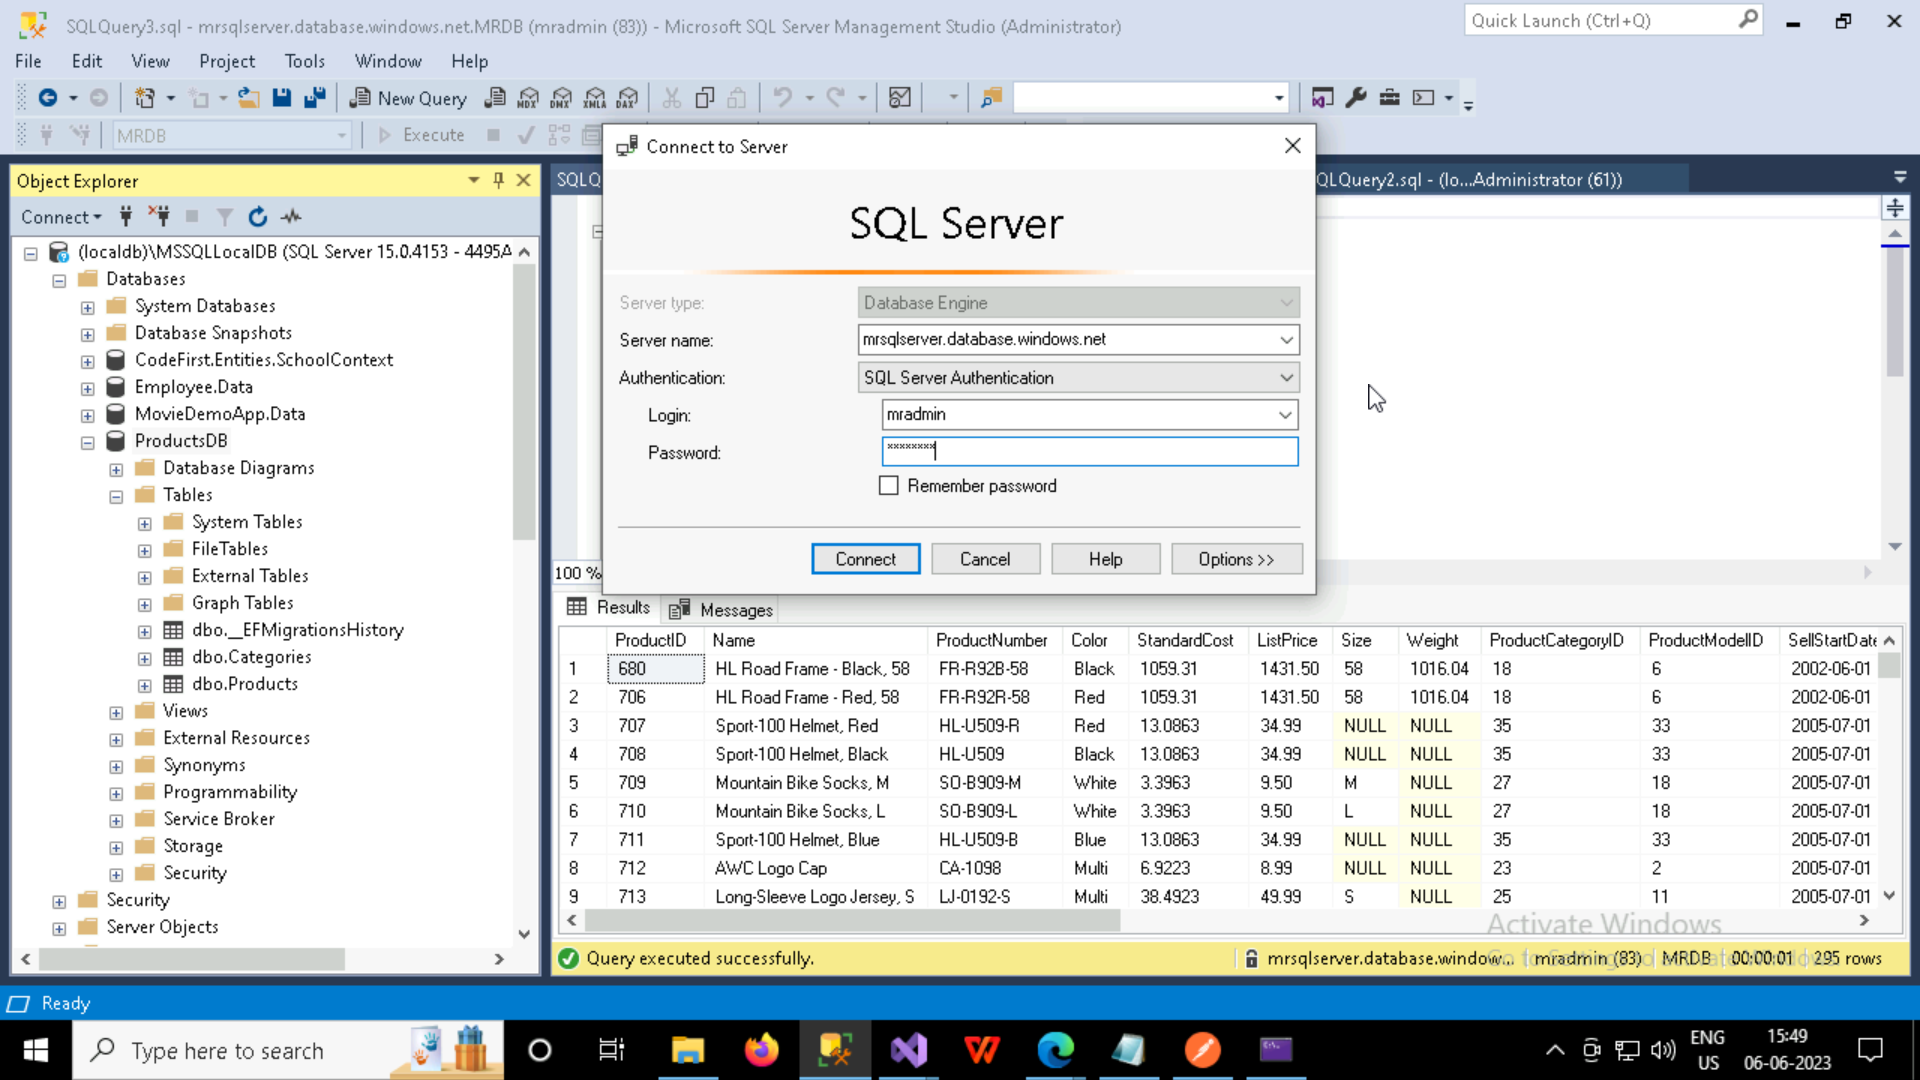 SQLQuery3.sql - mrsqlserver.database.windows.net.MRDB (mradmin (83)) - Microsoft SQL Server Management Studio (Administrator)
Quick Launch (Ctrl+Q)
File Edit View Project Tools Window Help
New Query MDX DMX XMLA DAX
MRDB Execute
Object Explorer
Connect
(localdb)\MSSQLLocalDB (SQL Server 15.0.4153 - 4495A
Databases
System Databases
Database Snapshots
CodeFirst.Entities.SchoolContext
Employee.Data
MovieDemoApp.Data
ProductsDB
Database Diagrams
Tables
System Tables
FileTables
External Tables
Graph Tables
dbo.__EFMigrationsHistory
dbo.Categories
dbo.Products
Views
External Resources
Synonyms
Programmability
Service Broker
Storage
Security
Security
Server Objects
SQLQ
QLQuery2.sql - (lo...Administrator (61))
Connect to Server
SQL Server
Server type: Database Engine
Server name: mrsqlserver.database.windows.net
Authentication: SQL Server Authentication
Login: mradmin
Password: ********
Remember password
Connect Cancel Help Options >>
100 %
Results Messages
ProductID Name ProductNumber Color StandardCost ListPrice Size Weight ProductCategoryID ProductModelID SellStartDate
1 680 HL Road Frame - Black, 58 FR-R92B-58 Black 1059.31 1431.50 58 1016.04 18 6 2002-06-01
2 706 HL Road Frame - Red, 58 FR-R92R-58 Red 1059.31 1431.50 58 1016.04 18 6 2002-06-01
3 707 Sport-100 Helmet, Red HL-U509-R Red 13.0863 34.99 NULL NULL 35 33 2005-07-01
4 708 Sport-100 Helmet, Black HL-U509 Black 13.0863 34.99 NULL NULL 35 33 2005-07-01
5 709 Mountain Bike Socks, M SO-B909-M White 3.3963 9.50 M NULL 27 18 2005-07-01
6 710 Mountain Bike Socks, L SO-B909-L White 3.3963 9.50 L NULL 27 18 2005-07-01
7 711 Sport-100 Helmet, Blue HL-U509-B Blue 13.0863 34.99 NULL NULL 35 33 2005-07-01
8 712 AWC Logo Cap CA-1098 Multi 6.9223 8.99 NULL NULL 23 2 2005-07-01
9 713 Long-Sleeve Logo Jersey, S LJ-0192-S Multi 38.4923 49.99 S NULL 25 11 2005-07-01
Activate Windows
Query executed successfully. mrsqlserver.database.window... mradmin (83) MRDB 00:00:01 295 rows
Ready
Type here to search
ENG
US
15:49
06-06-2023